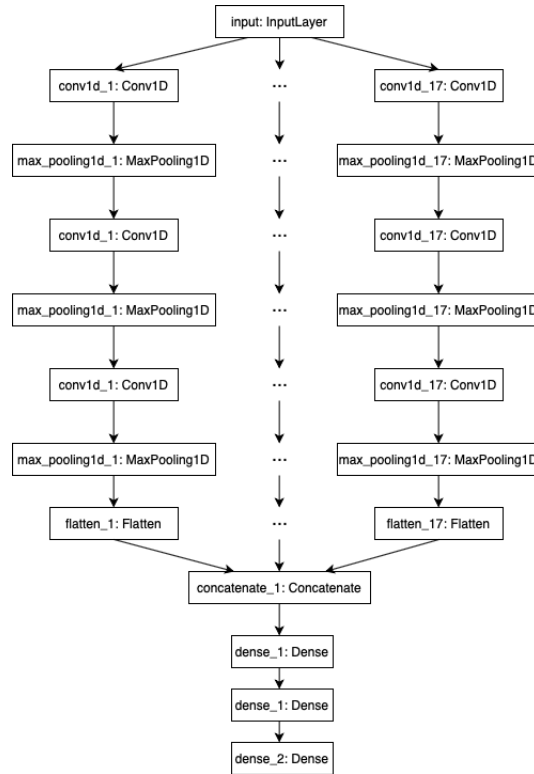 input: InputLayer
conv1d_1: Conv1D ... conv1d_17: Conv1D
max_pooling1d_1: MaxPooling1D ... max_pooling1d_17: MaxPooling1D
conv1d_1: Conv1D ... conv1d_17: Conv1D
max_pooling1d_1: MaxPooling1D ... max_pooling1d_17: MaxPooling1D
conv1d_1: Conv1D ... conv1d_17: Conv1D
max_pooling1d_1: MaxPooling1D ... max_pooling1d_17: MaxPooling1D
flatten_1: Flatten ... flatten_17: Flatten
concatenate_1: Concatenate
dense_1: Dense
dense_1: Dense
dense_2: Dense